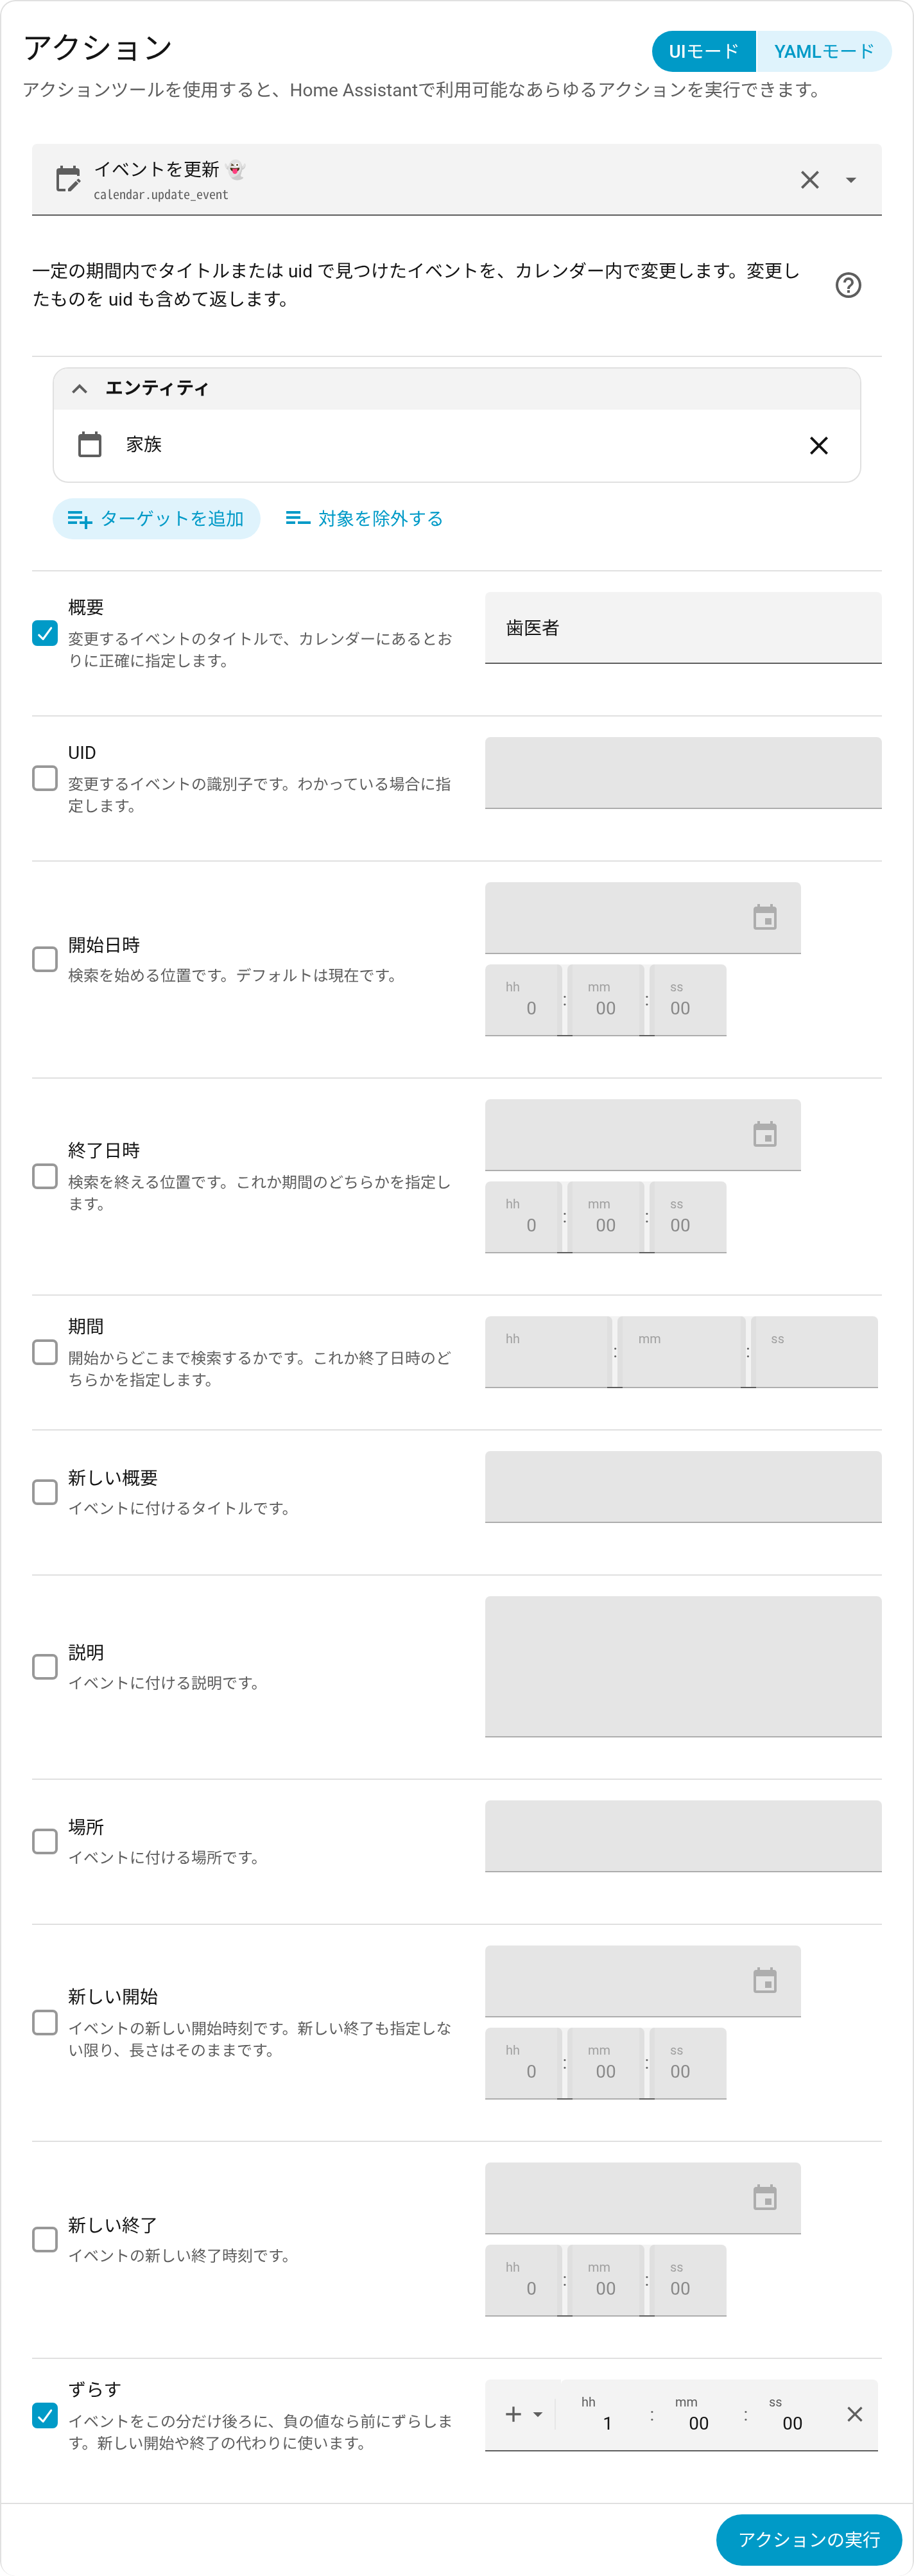 アクション
UIモード
YAMLモード
アクションツールを使用すると、Home Assistantで利用可能なあらゆるアクションを実行できます。
イベントを更新 👻
calendar.update_event
一定の期間内でタイトルまたは uid で見つけたイベントを、カレンダー内で変更します。変更し
たものを uid も含めて返します。
エンティティ
家族
ターゲットを追加
対象を除外する
概要
変更するイベントのタイトルで、カレンダーにあるとお
りに正確に指定します。
歯医者
UID
変更するイベントの識別子です。わかっている場合に指
定します。
開始日時
検索を始める位置です。デフォルトは現在です。
hh
mm
ss
0 : 00 : 00
終了日時
検索を終える位置です。これか期間のどちらかを指定し
ます。
hh
mm
ss
0 : 00 : 00
期間
開始からどこまで検索するかです。これか終了日時のど
ちらかを指定します。
hh : mm : ss
新しい概要
イベントに付けるタイトルです。
説明
イベントに付ける説明です。
場所
イベントに付ける場所です。
新しい開始
イベントの新しい開始時刻です。新しい終了も指定しな
い限り、長さはそのままです。
hh
mm
ss
0 : 00 : 00
新しい終了
イベントの新しい終了時刻です。
hh
mm
ss
0 : 00 : 00
ずらす
イベントをこの分だけ後ろに、負の値なら前にずらしま
す。新しい開始や終了の代わりに使います。
+
hh
mm
ss
1 : 00 : 00
アクションの実行